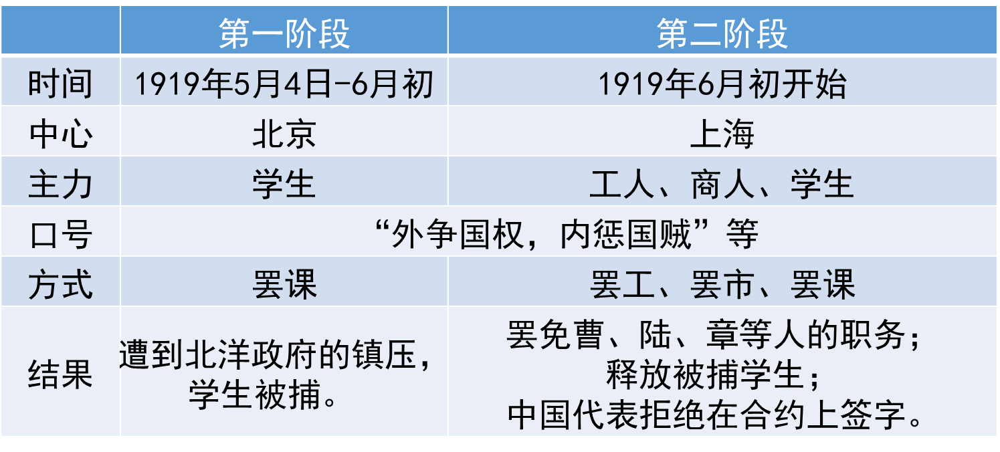 第一阶段 第二阶段
时间 1919年5月4日-6月初 1919年6月初开始
中心 北京 上海
主力 学生 工人、商人、学生
口号 “外争国权，内惩国贼”等
方式 罢课 罢工、罢市、罢课
结果 遭到北洋政府的镇压， 罢免曹、陆、章等人的职务；
学生被捕。 释放被捕学生；
中国代表拒绝在合约上签字。